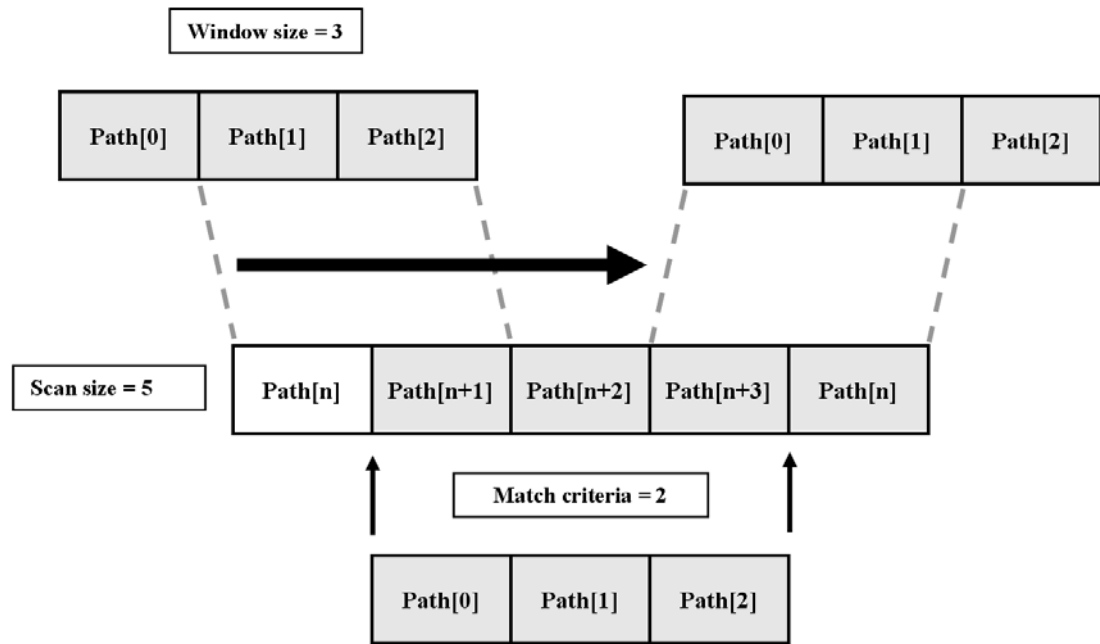 Window size = 3
Path[0] Path[1] Path[2]
Path[0] Path[1] Path[2]
Scan size = 5
Path[n] Path[n+1] Path[n+2] Path[n+3] Path[n]
Match criteria = 2
Path[0] Path[1] Path[2]